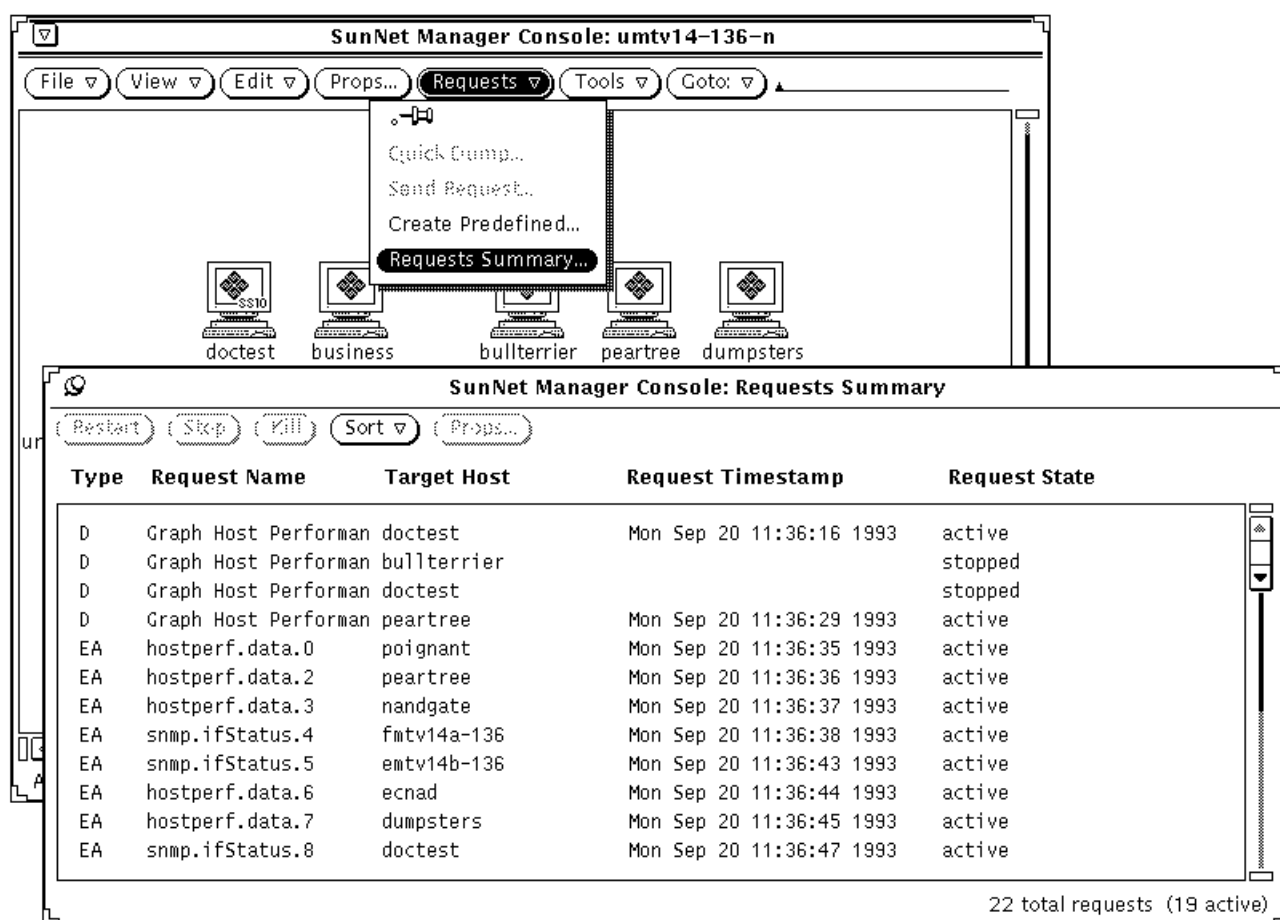 SunNet Manager Console: umtv14-136-n
File View Edit Props... Requests Tools Goto:
Quick Dump...
Send Request...
Create Predefined...
Requests Summary...
SS10
doctest business bullterrier peartree dumpsters
SunNet Manager Console: Requests Summary
Restart Stop Kill Sort Props...
ur
Type Request Name Target Host Request Timestamp Request State
D Graph Host Performan doctest Mon Sep 20 11:36:16 1993 active
D Graph Host Performan bullterrier stopped
D Graph Host Performan doctest stopped
D Graph Host Performan peartree Mon Sep 20 11:36:29 1993 active
EA hostperf.data.0 poignant Mon Sep 20 11:36:35 1993 active
EA hostperf.data.2 peartree Mon Sep 20 11:36:36 1993 active
EA hostperf.data.3 nandgate Mon Sep 20 11:36:37 1993 active
EA snmp.ifStatus.4 fmtv14a-136 Mon Sep 20 11:36:38 1993 active
EA snmp.ifStatus.5 emtv14b-136 Mon Sep 20 11:36:43 1993 active
EA hostperf.data.6 ecnad Mon Sep 20 11:36:44 1993 active
EA hostperf.data.7 dumpsters Mon Sep 20 11:36:45 1993 active
EA snmp.ifStatus.8 doctest Mon Sep 20 11:36:47 1993 active
22 total requests (19 active)